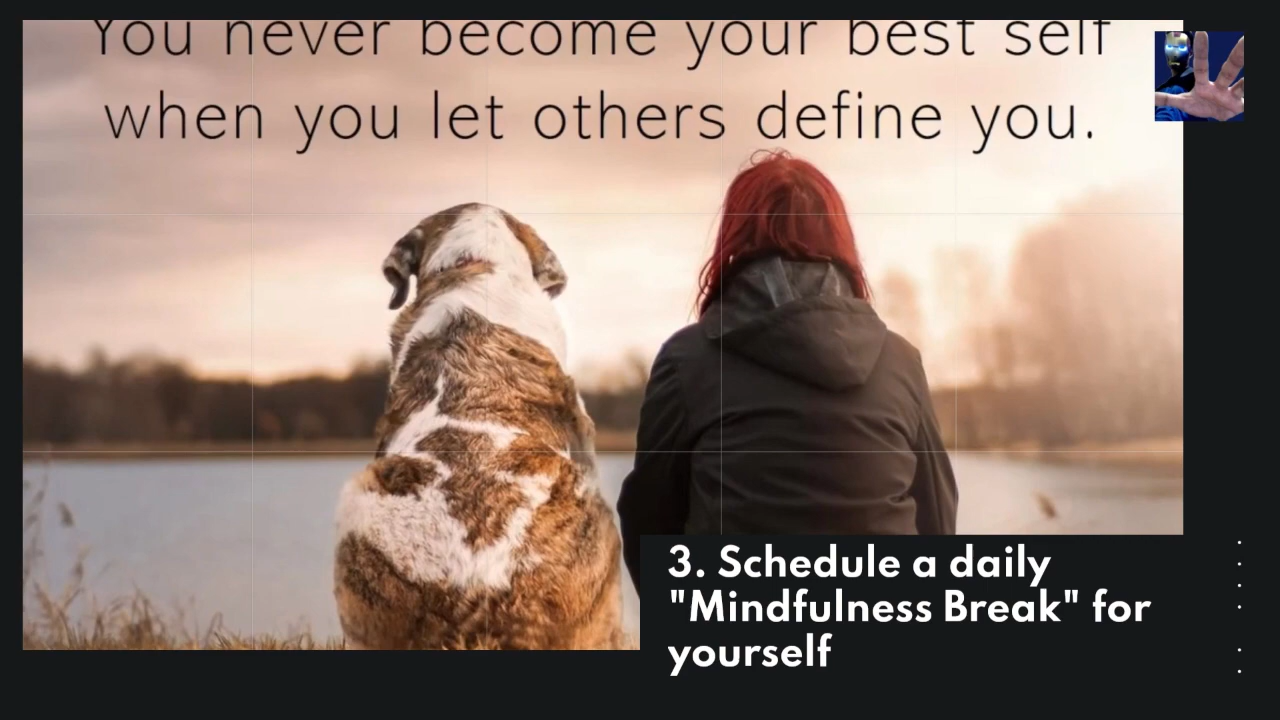 You never become your best self
when you let others define you.
3. Schedule a daily
"Mindfulness Break" for
yourself